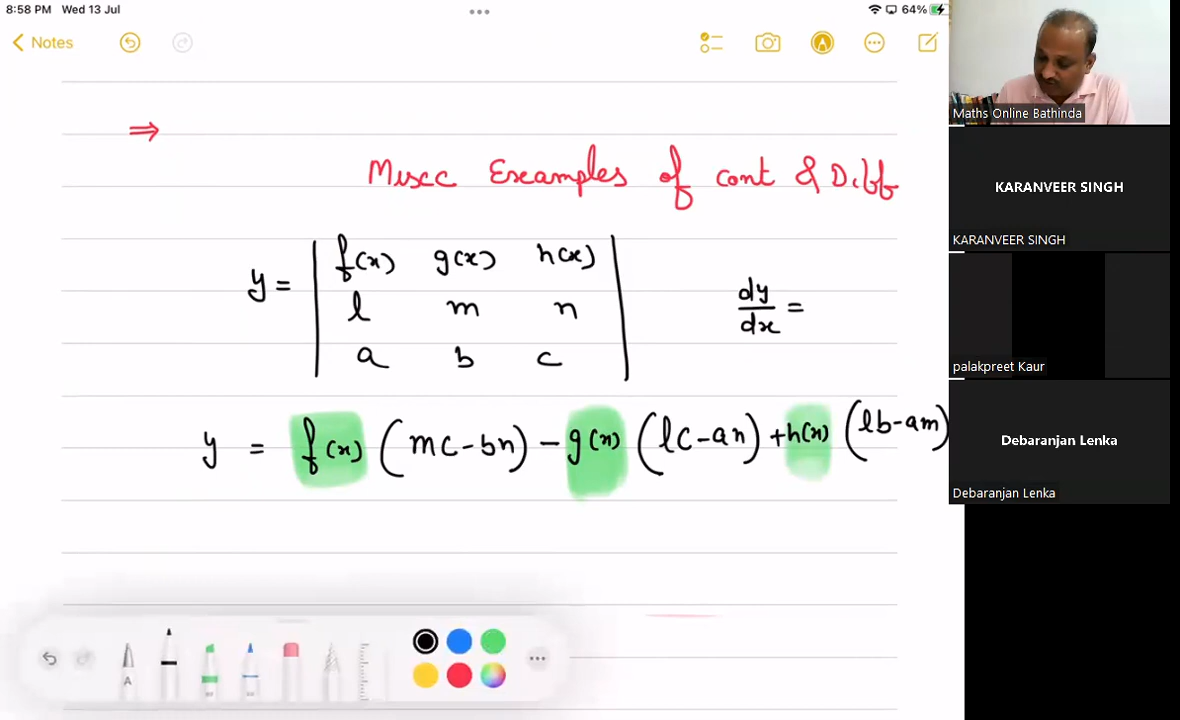 8:58 PM Wed 13 Jul
64%
Notes
⇒
Miscc Examples of cont & Diff
y = | f(x) g(x) h(x) |
| l m n |
| a b c |
dy/dx =
y = f(x) (mc-bn) - g(x) (lc-an) + h(x) (lb-am)
A
Maths Online Bathinda
KARANVEER SINGH
KARANVEER SINGH
palakpreet Kaur
Debaranjan Lenka
Debaranjan Lenka